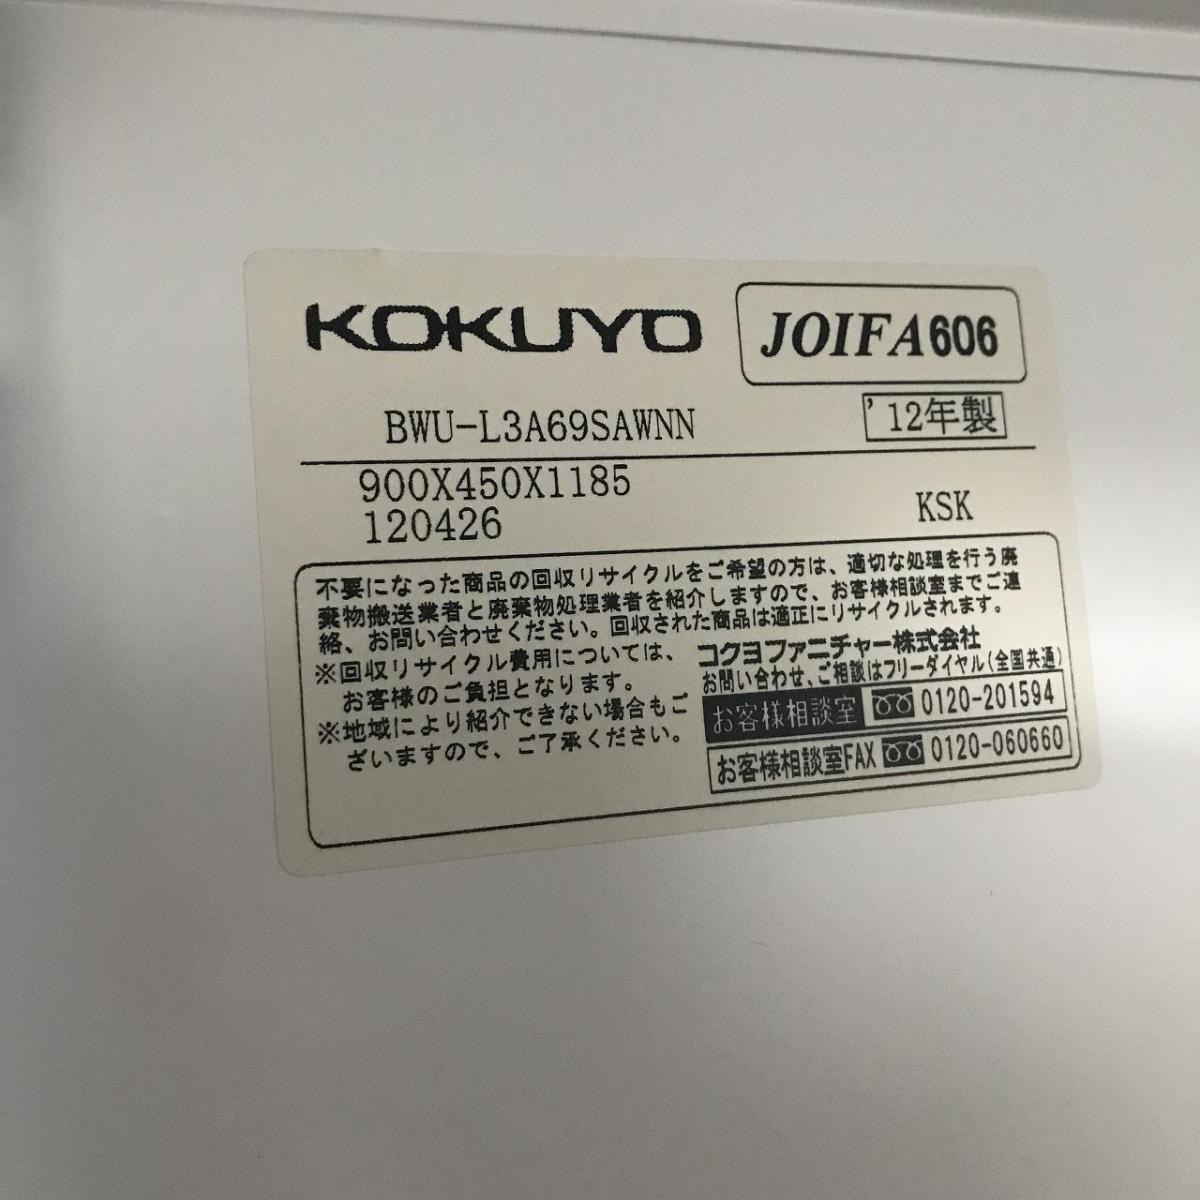 KOKUYO
JOIFA606
BWU-L3A69SAWNN
'12年製
900X450X1185
120426
KSK
不要になった商品の回収リサイクルをご希望の方は、適切な処理を行う廃
棄物搬送業者と廃棄物処理業者を紹介しますので、お客様相談室までご連
絡、お問い合わせください。回収された商品は適正にリサイクルされます。
※回収リサイクル費用については、
お客様のご負担となります。
※地域により紹介できない場合もご
ざいますので、ご了承ください。
コクヨファニチャー株式会社
お問い合わせ、ご相談はフリーダイヤル(全国共通)
お客様相談室 0120-201594
お客様相談室FAX 0120-060660